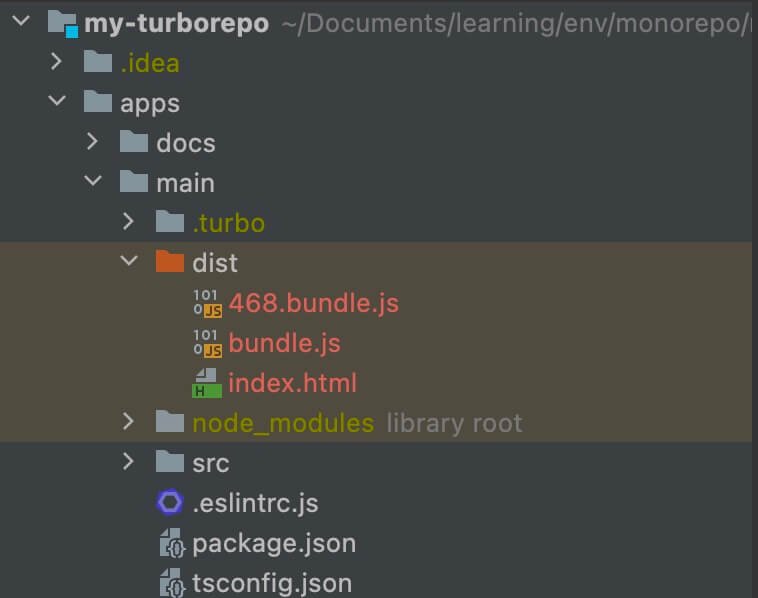 my-turborepo ~/Documents/learning/env/monorepo/
.idea
apps
docs
main
.turbo
dist
468.bundle.js
bundle.js
index.html
node_modules library root
src
.eslintrc.js
package.json
tsconfig.json